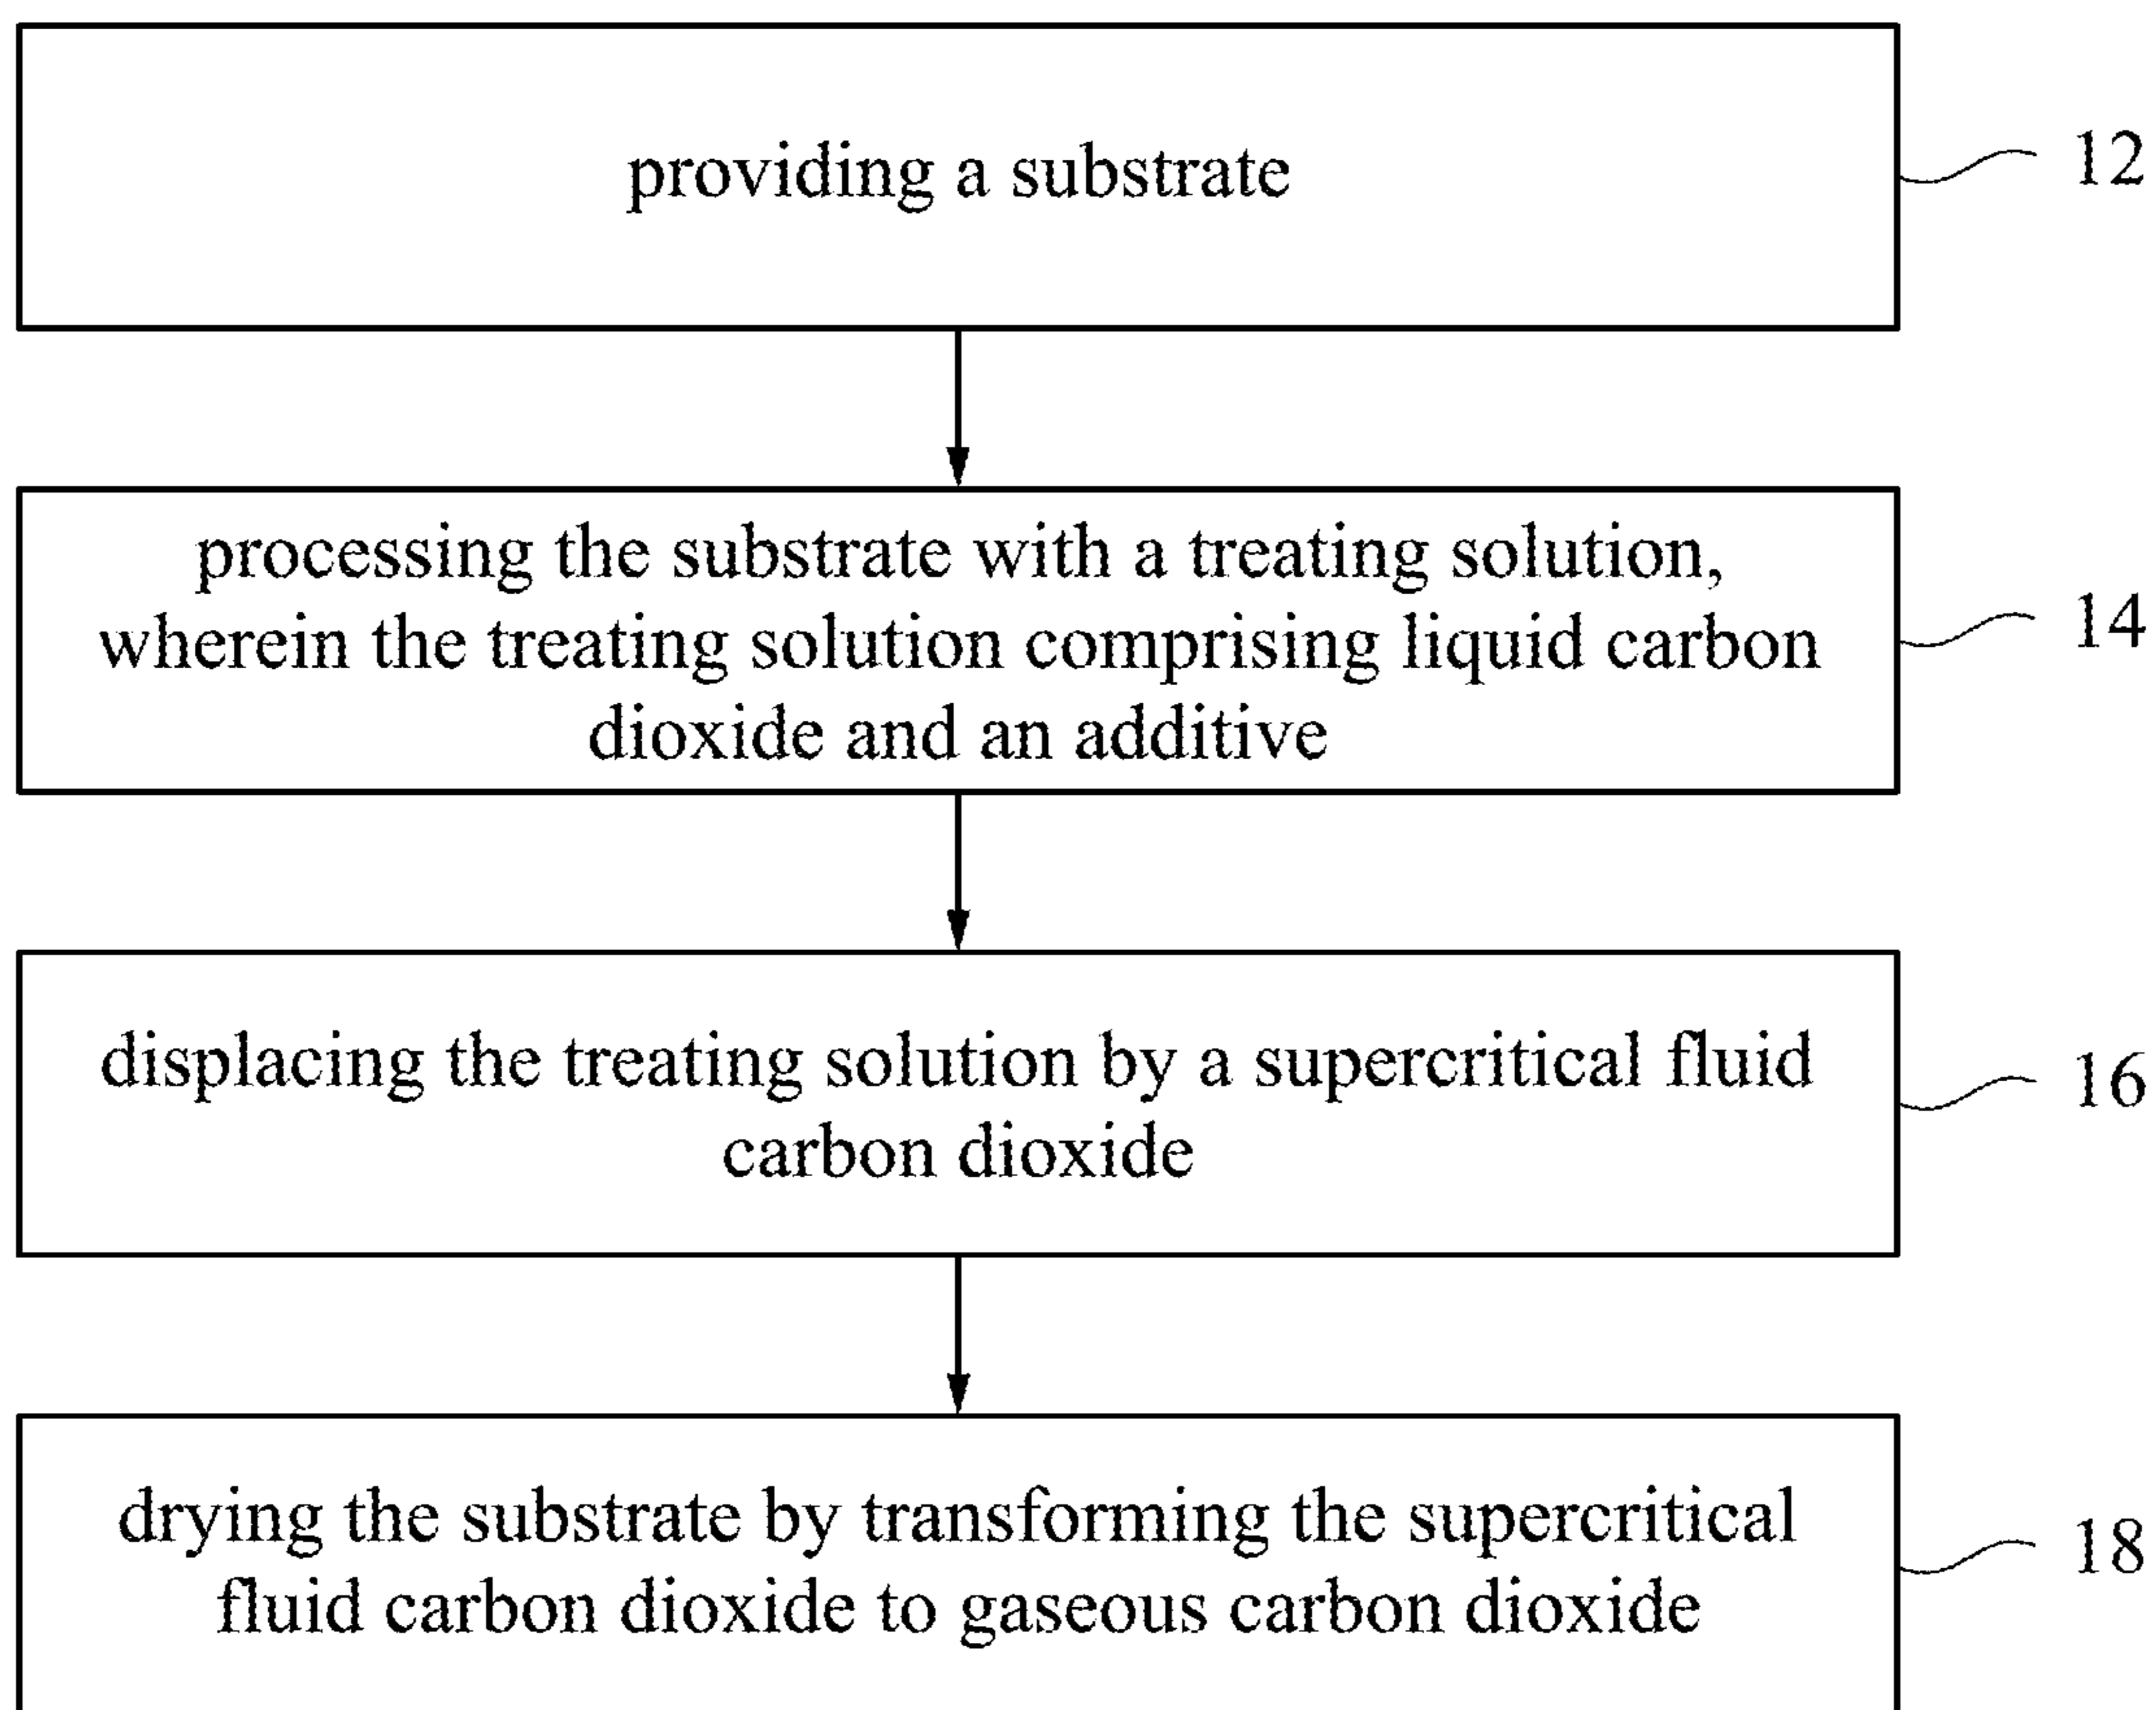 providing a substrate
12
processing the substrate with a treating solution,
wherein the treating solution comprising liquid carbon
dioxide and an additive
14
displacing the treating solution by a supercritical fluid
carbon dioxide
16
drying the substrate by transforming the supercritical
fluid carbon dioxide to gaseous carbon dioxide
18